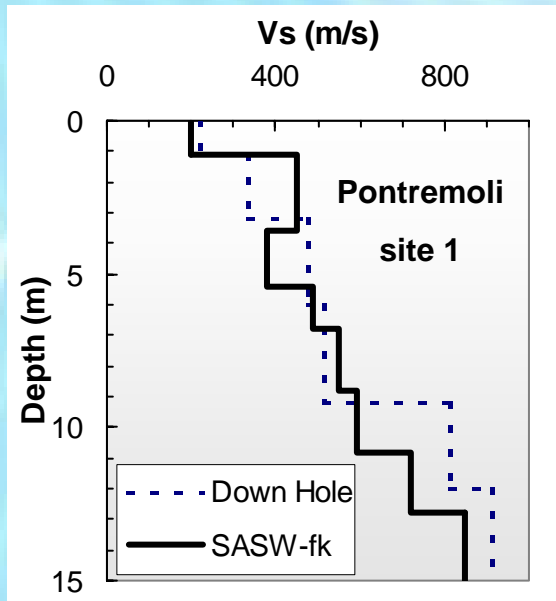 Vs (m/s)
0 400 800
0
Pontremoli
site 1
5
Depth (m)
10
Down Hole
SASW-fk
15